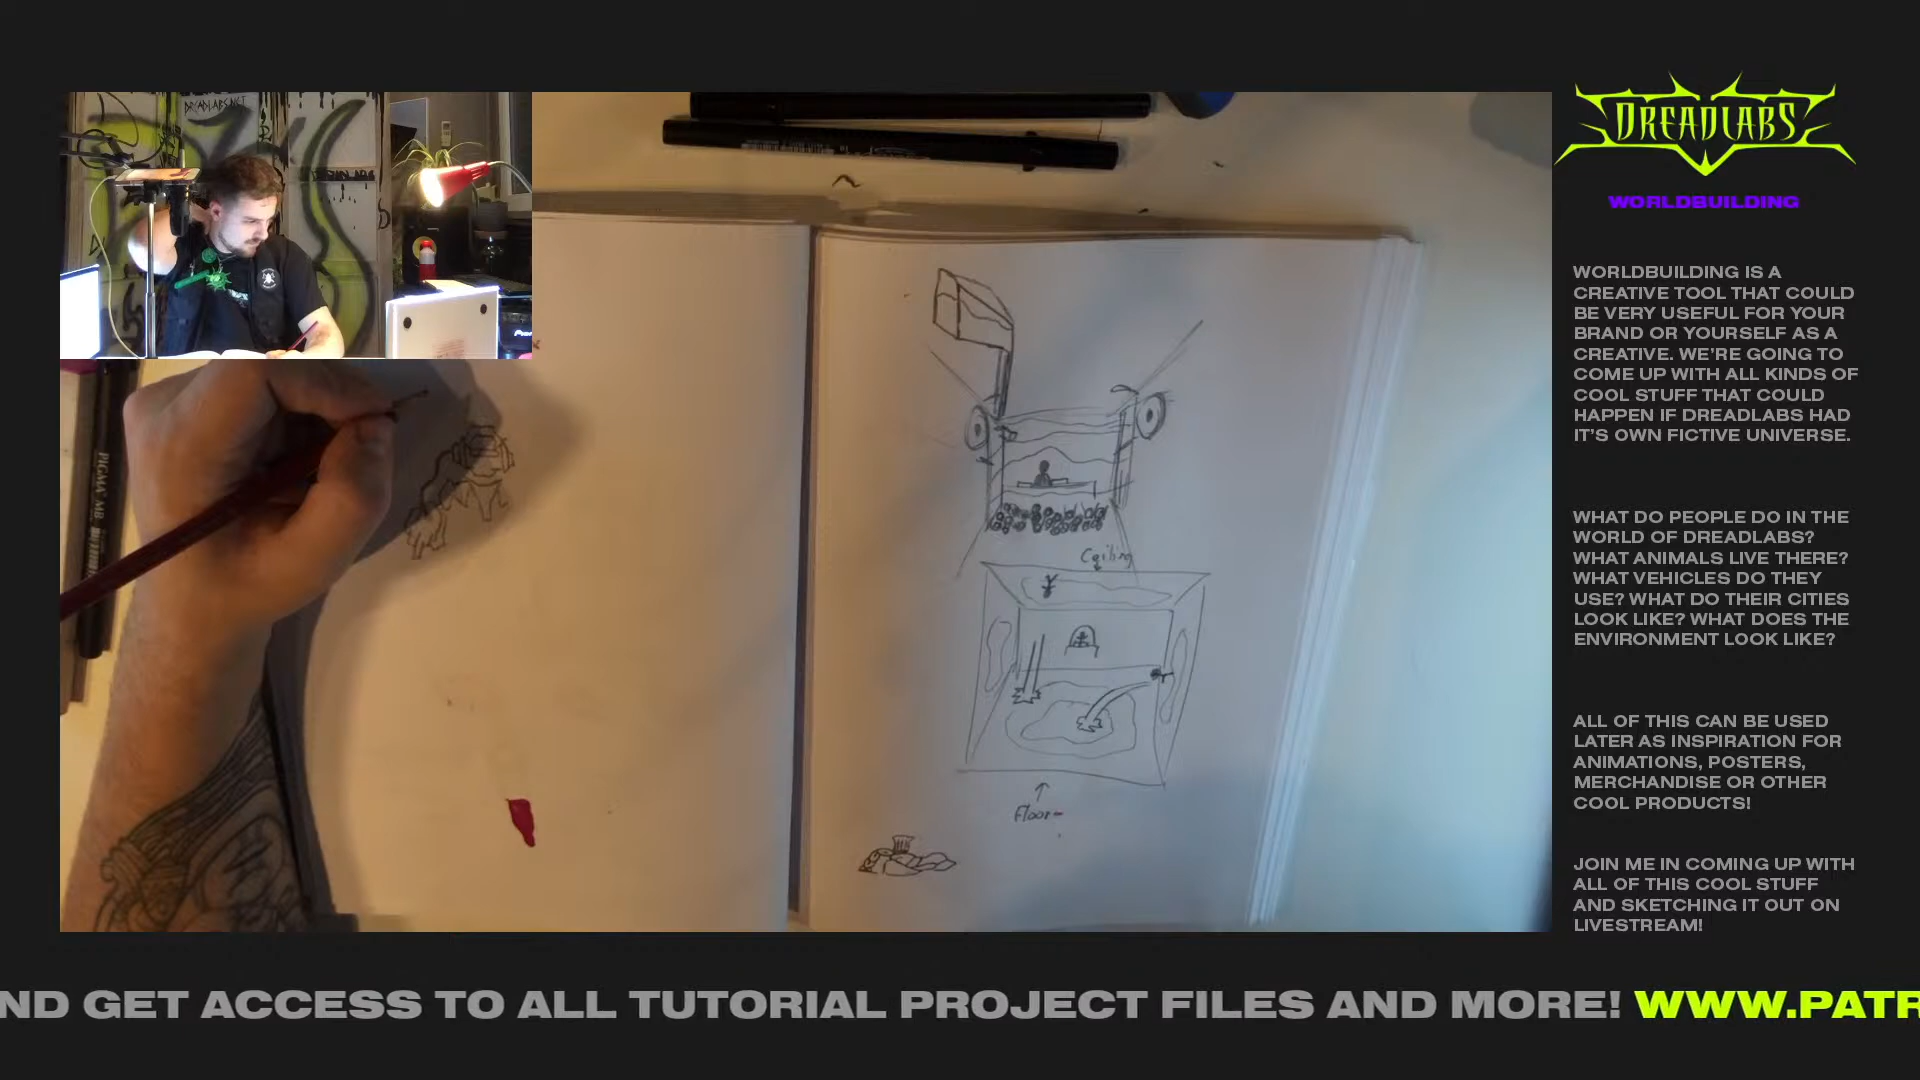 DREADLABS
WORLDBUILDING
WORLDBUILDING IS A
CREATIVE TOOL THAT COULD
BE VERY USEFUL FOR YOUR
BRAND OR YOURSELF AS A
CREATIVE. WE'RE GOING TO
COME UP WITH ALL KINDS OF
COOL STUFF THAT COULD
HAPPEN IF DREADLABS HAD
IT'S OWN FICTIVE UNIVERSE.
WHAT DO PEOPLE DO IN THE
WORLD OF DREADLABS?
WHAT ANIMALS LIVE THERE?
WHAT VEHICLES DO THEY
USE? WHAT DO THEIR CITIES
LOOK LIKE? WHAT DOES THE
ENVIRONMENT LOOK LIKE?
ALL OF THIS CAN BE USED
LATER AS INSPIRATION FOR
ANIMATIONS, POSTERS,
MERCHANDISE OR OTHER
COOL PRODUCTS!
JOIN ME IN COMING UP WITH
ALL OF THIS COOL STUFF
AND SKETCHING IT OUT ON
LIVESTREAM!
DREADLABS.NET
PIGMA MB
Ceiling
Floor
ND GET ACCESS TO ALL TUTORIAL PROJECT FILES AND MORE! WWW.PATR